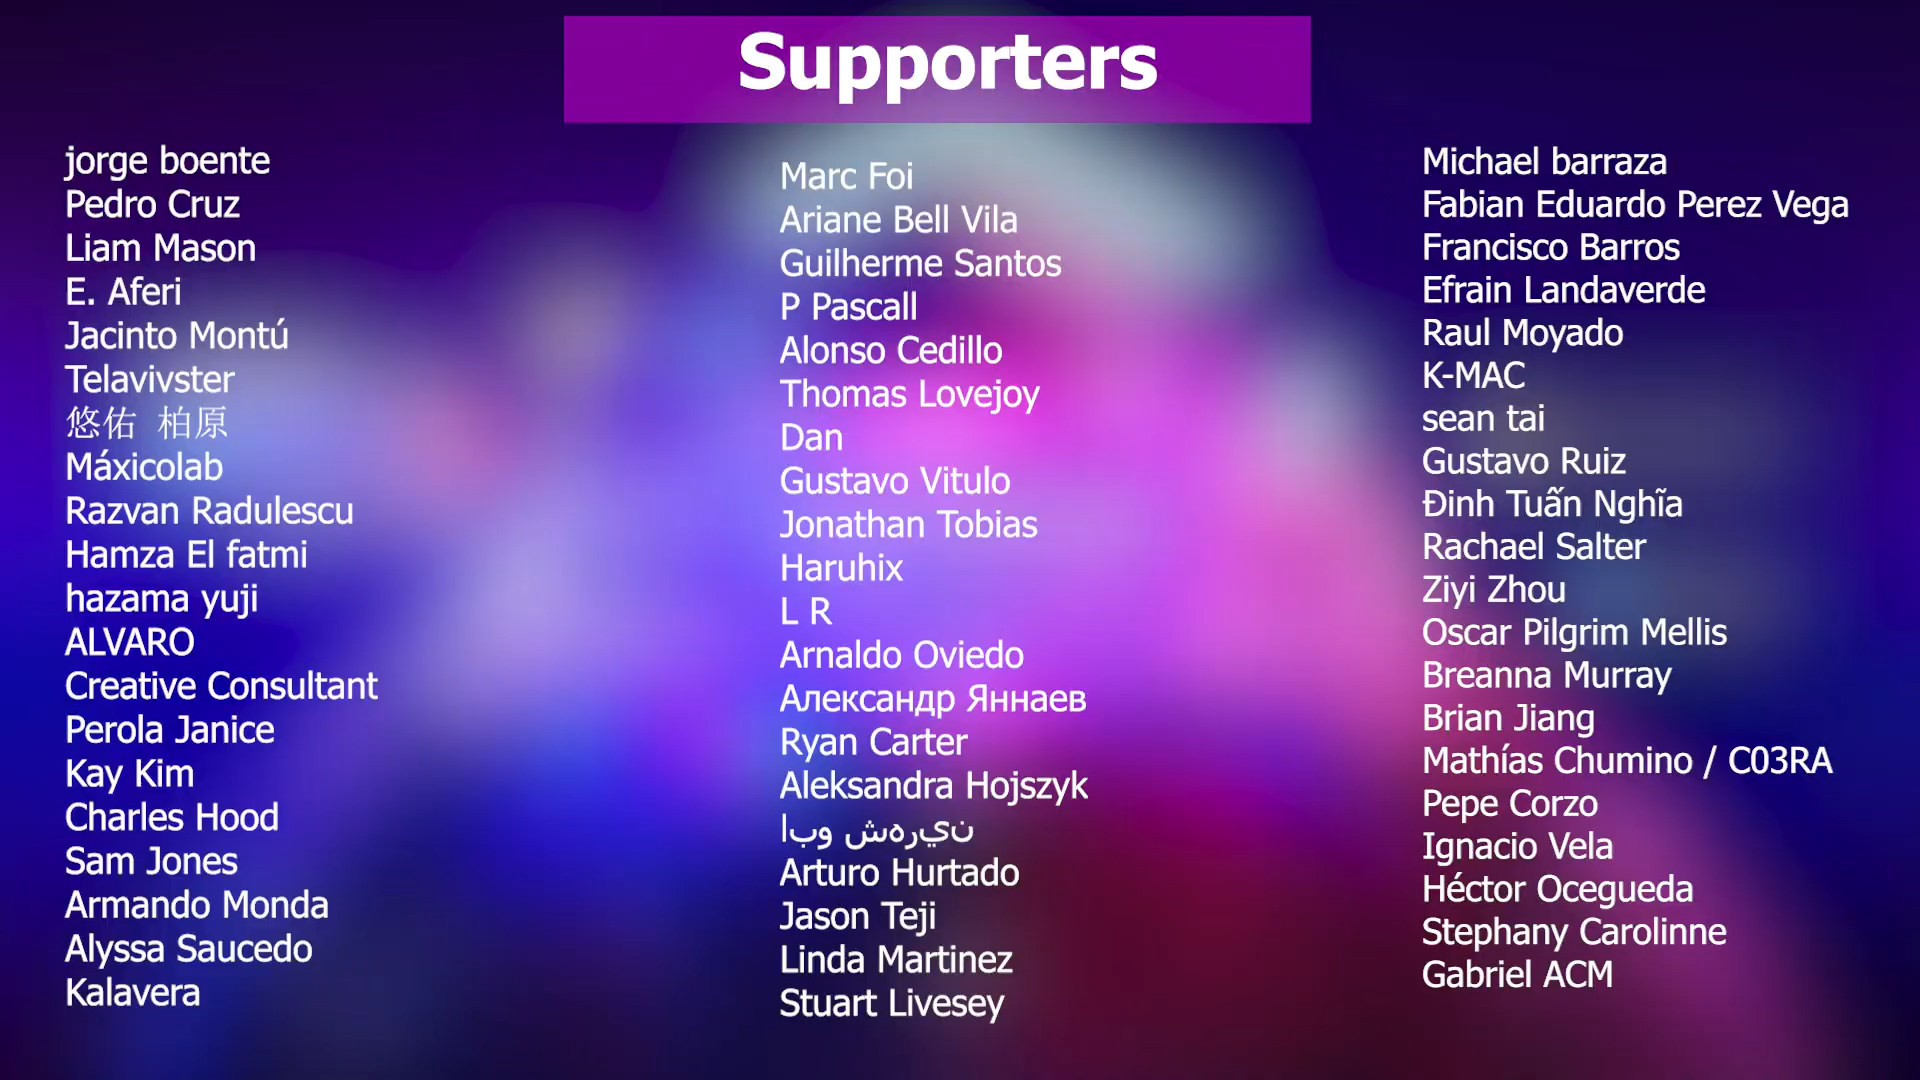 Supporters
jorge boente
Pedro Cruz
Liam Mason
E. Aferi
Jacinto Montú
Telavivster
悠佑 柏原
Máxicolab
Razvan Radulescu
Hamza El fatmi
hazama yuji
ALVARO
Creative Consultant
Perola Janice
Kay Kim
Charles Hood
Sam Jones
Armando Monda
Alyssa Saucedo
Kalavera
Marc Foi
Ariane Bell Vila
Guilherme Santos
P Pascall
Alonso Cedillo
Thomas Lovejoy
Dan
Gustavo Vitulo
Jonathan Tobias
Haruhix
L R
Arnaldo Oviedo
Александр Яннаев
Ryan Carter
Aleksandra Hojszyk
ابو شهرين
Arturo Hurtado
Jason Teji
Linda Martinez
Stuart Livesey
Michael barraza
Fabian Eduardo Perez Vega
Francisco Barros
Efrain Landaverde
Raul Moyado
K-MAC
sean tai
Gustavo Ruiz
Đinh Tuấn Nghĩa
Rachael Salter
Ziyi Zhou
Oscar Pilgrim Mellis
Breanna Murray
Brian Jiang
Mathías Chumino / C03RA
Pepe Corzo
Ignacio Vela
Héctor Ocegueda
Stephany Carolinne
Gabriel ACM